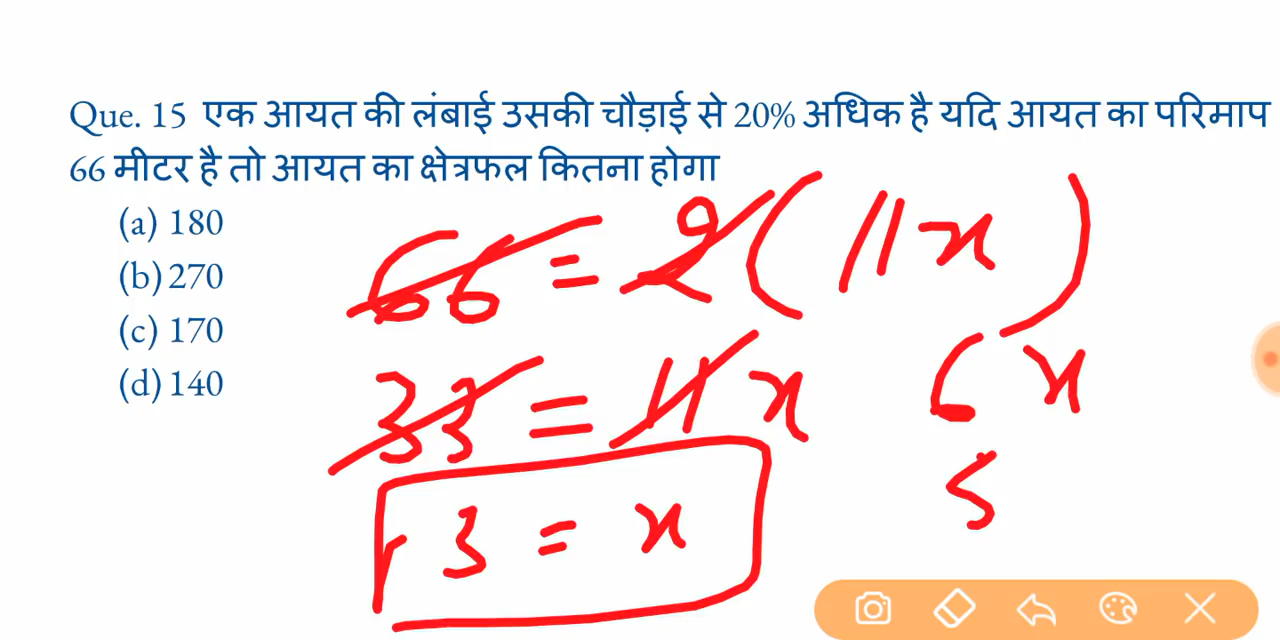 Que. 15 एक आयत की लंबाई उसकी चौड़ाई से 20% अधिक है यदि आयत का परिमाप
66 मीटर है तो आयत का क्षेत्रफल कितना होगा
(a) 180
(b) 270
(c) 170
(d) 140
66 = 2(11x)
33 = 11x
6x
3 = x
5